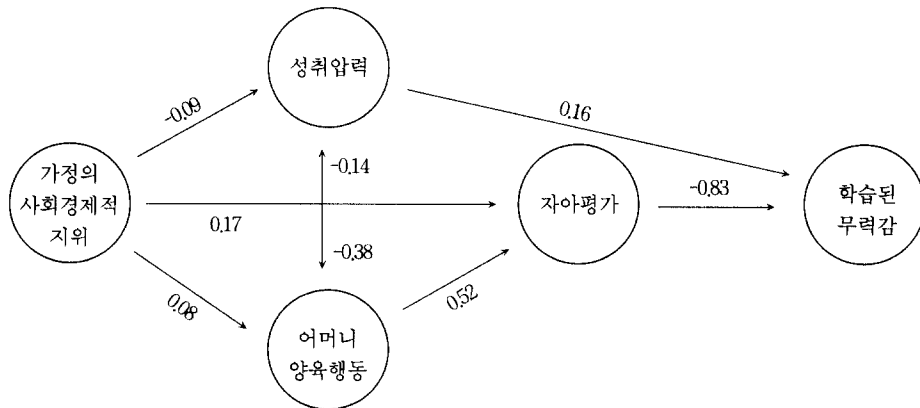 성취압력
-0.09
0.16
가정의
사회경제적
지위
-0.14
0.17
자아평가
-0.83
학습된
무력감
-0.38
0.08
0.52
어머니
양육행동